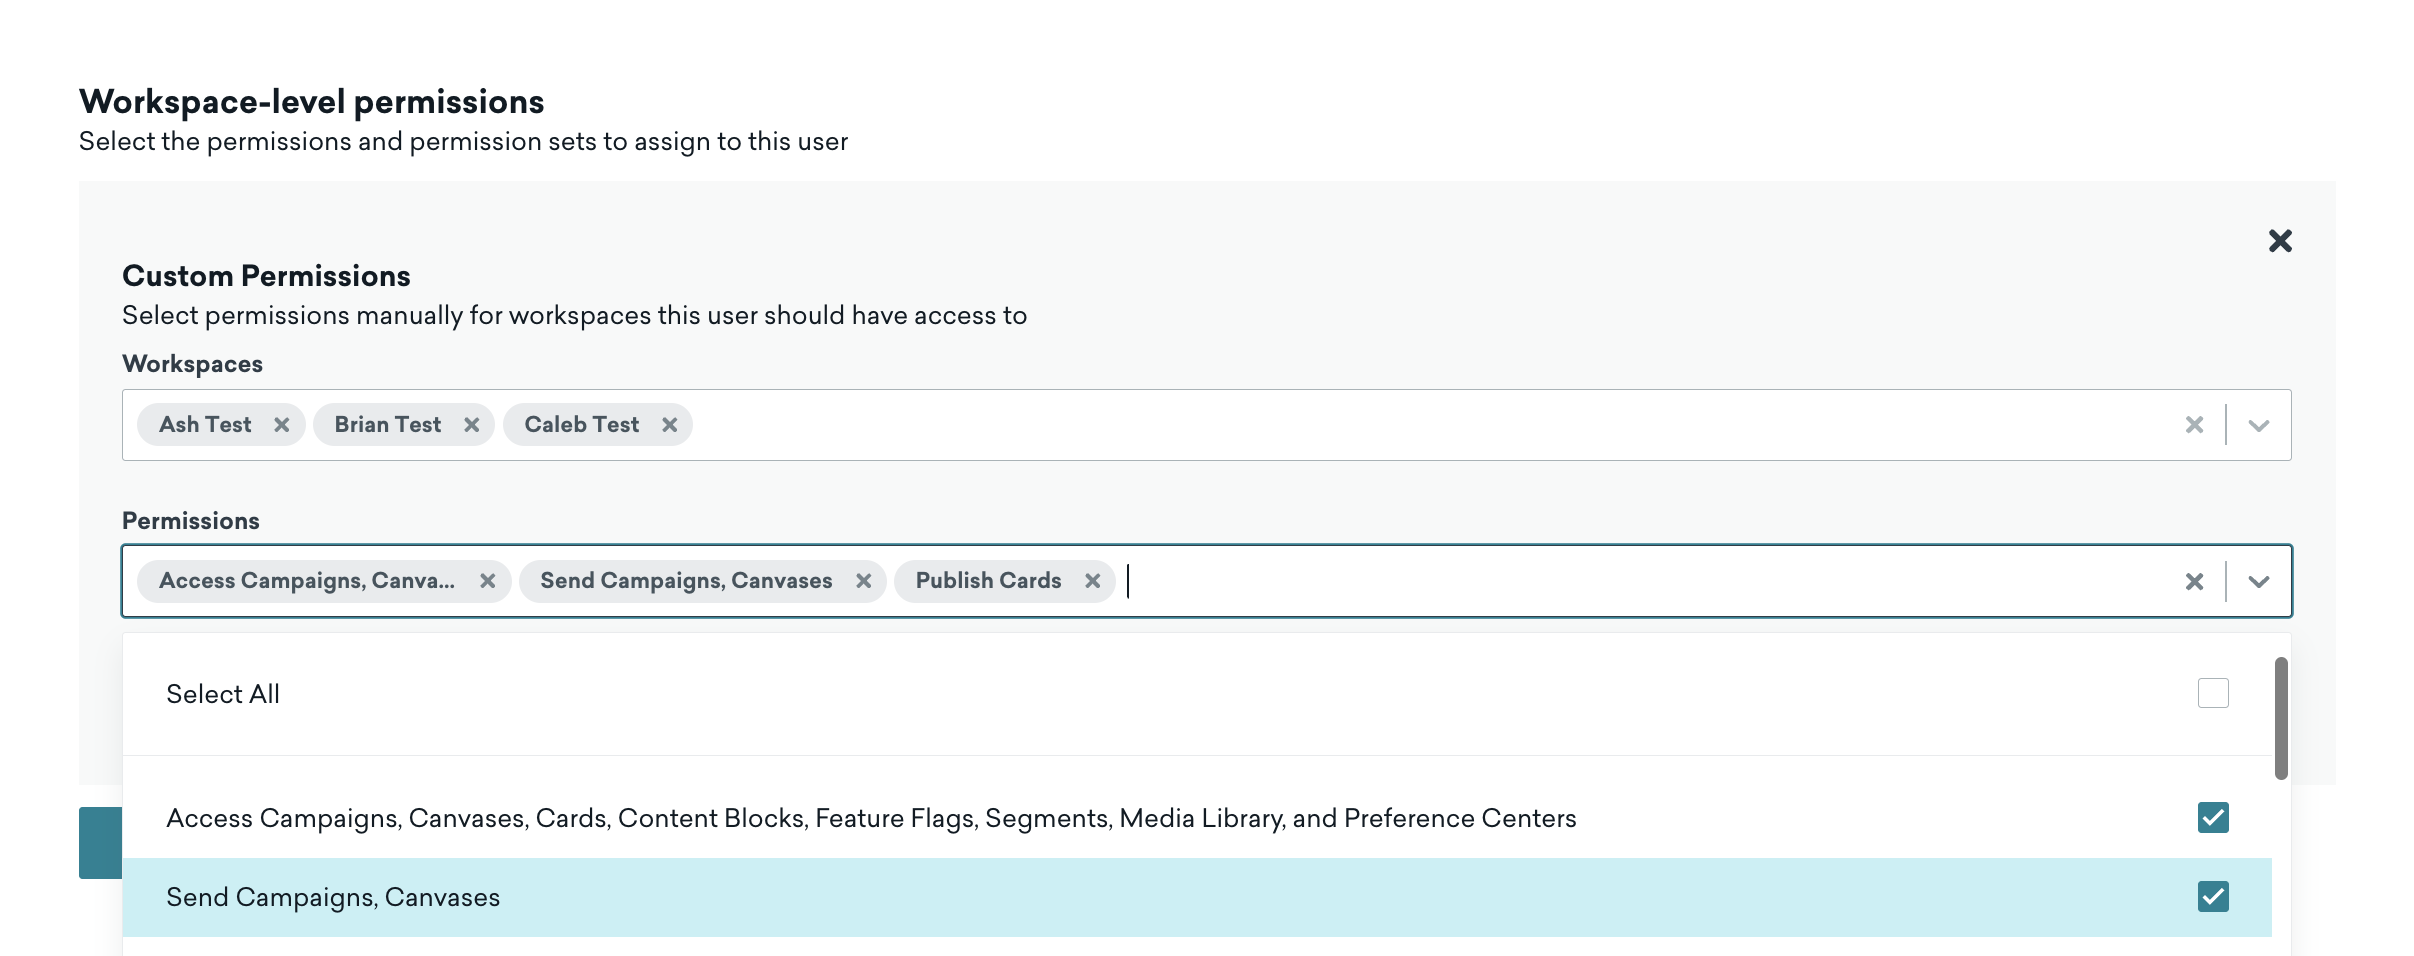 Workspace-level permissions
Select the permissions and permission sets to assign to this user
Custom Permissions
Select permissions manually for workspaces this user should have access to
Workspaces
Ash Test Brian Test Caleb Test
Permissions
Access Campaigns, Canva... Send Campaigns, Canvases Publish Cards
Select All
Access Campaigns, Canvases, Cards, Content Blocks, Feature Flags, Segments, Media Library, and Preference Centers
Send Campaigns, Canvases